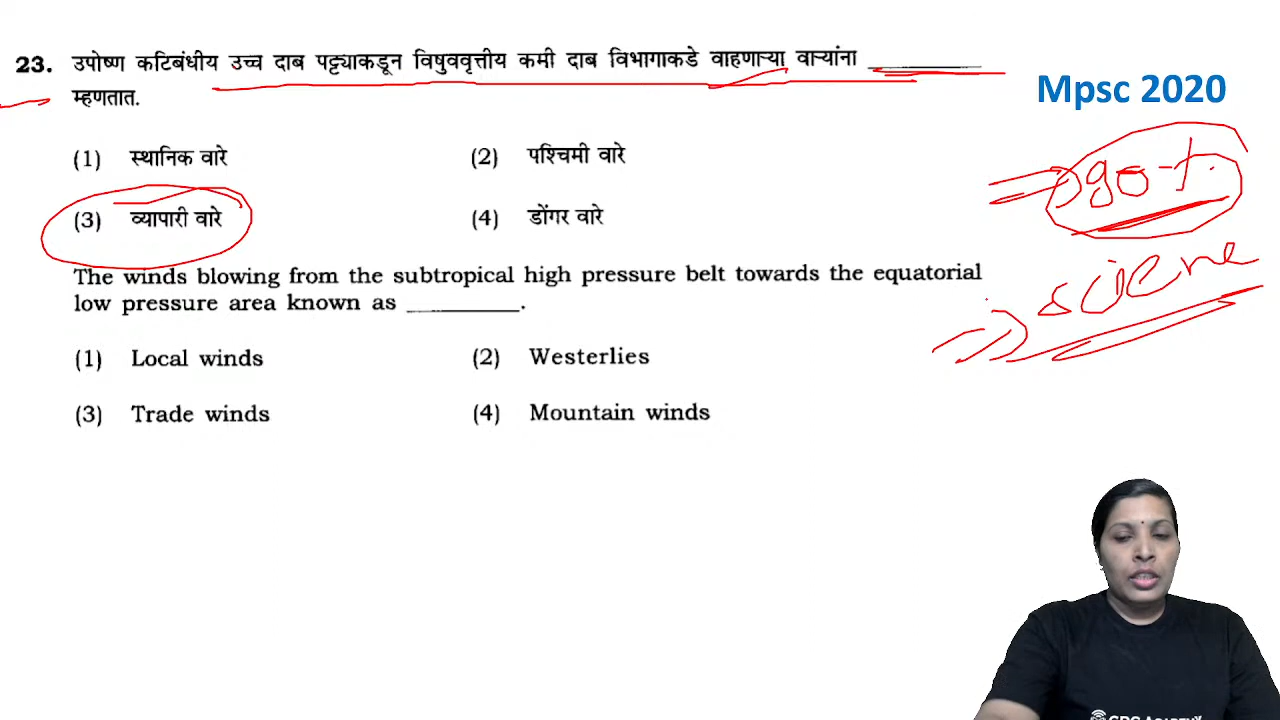 23. उपोष्ण कटिबंधीय उच्च दाब पट्ट्याकडून विषुववृत्तीय कमी दाब विभागाकडे वाहणाऱ्या वाऱ्यांना ____________
म्हणतात.
Mpsc 2020
(1) स्थानिक वारे (2) पश्चिमी वारे
(3) व्यापारी वारे (4) डोंगर वारे
The winds blowing from the subtropical high pressure belt towards the equatorial
low pressure area known as ____________.
(1) Local winds (2) Westerlies
(3) Trade winds (4) Mountain winds